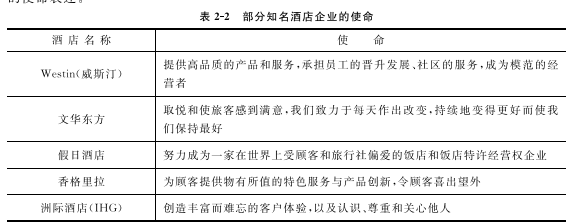 的使命表述。
表 2-2 部分知名酒店企业的使命
酒店名称 使 命
Westin(威斯汀) 提供高品质的产品和服务,承担员工的晋升发展、社区的服务,成为模范的经
营者
文华东方 取悦和使旅客感到满意,我们致力于每天作出改变,持续地变得更好而使我
们保持最好
假日酒店 努力成为一家在世界上受顾客和旅行社偏爱的饭店和饭店特许经营权企业
香格里拉 为顾客提供物有所值的特色服务与产品创新,令顾客喜出望外
洲际酒店(IHG) 创造丰富而难忘的客户体验,以及认识、尊重和关心他人